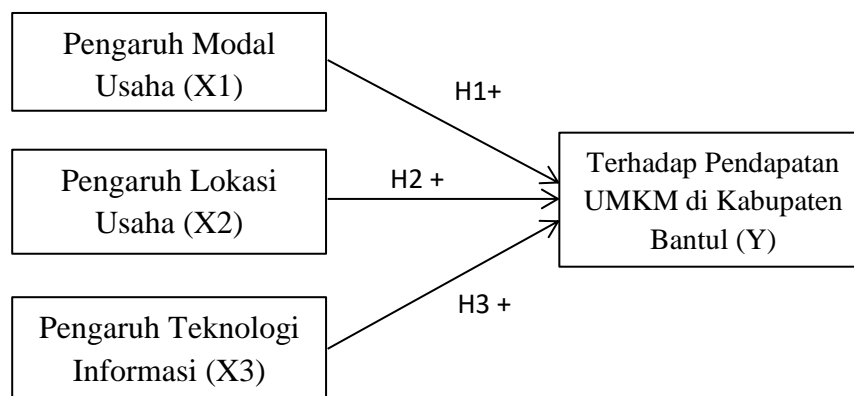 Pengaruh Modal
Usaha (X1)
H1+
Pengaruh Lokasi
Usaha (X2)
H2 +
Terhadap Pendapatan
UMKM di Kabupaten
Bantul (Y)
H3 +
Pengaruh Teknologi
Informasi (X3)